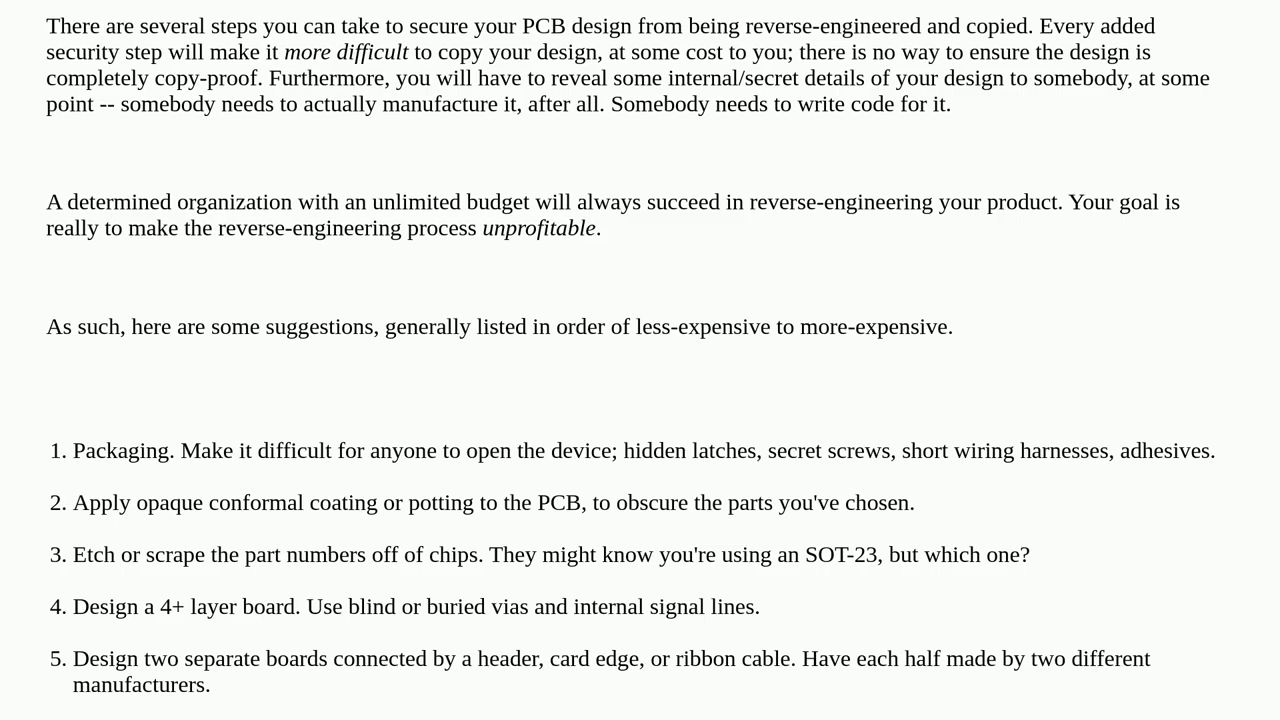 There are several steps you can take to secure your PCB design from being reverse-engineered and copied. Every added
security step will make it more difficult to copy your design, at some cost to you; there is no way to ensure the design is
completely copy-proof. Furthermore, you will have to reveal some internal/secret details of your design to somebody, at some
point -- somebody needs to actually manufacture it, after all. Somebody needs to write code for it.
A determined organization with an unlimited budget will always succeed in reverse-engineering your product. Your goal is
really to make the reverse-engineering process unprofitable.
As such, here are some suggestions, generally listed in order of less-expensive to more-expensive.
1. Packaging. Make it difficult for anyone to open the device; hidden latches, secret screws, short wiring harnesses, adhesives.
2. Apply opaque conformal coating or potting to the PCB, to obscure the parts you've chosen.
3. Etch or scrape the part numbers off of chips. They might know you're using an SOT-23, but which one?
4. Design a 4+ layer board. Use blind or buried vias and internal signal lines.
5. Design two separate boards connected by a header, card edge, or ribbon cable. Have each half made by two different
manufacturers.